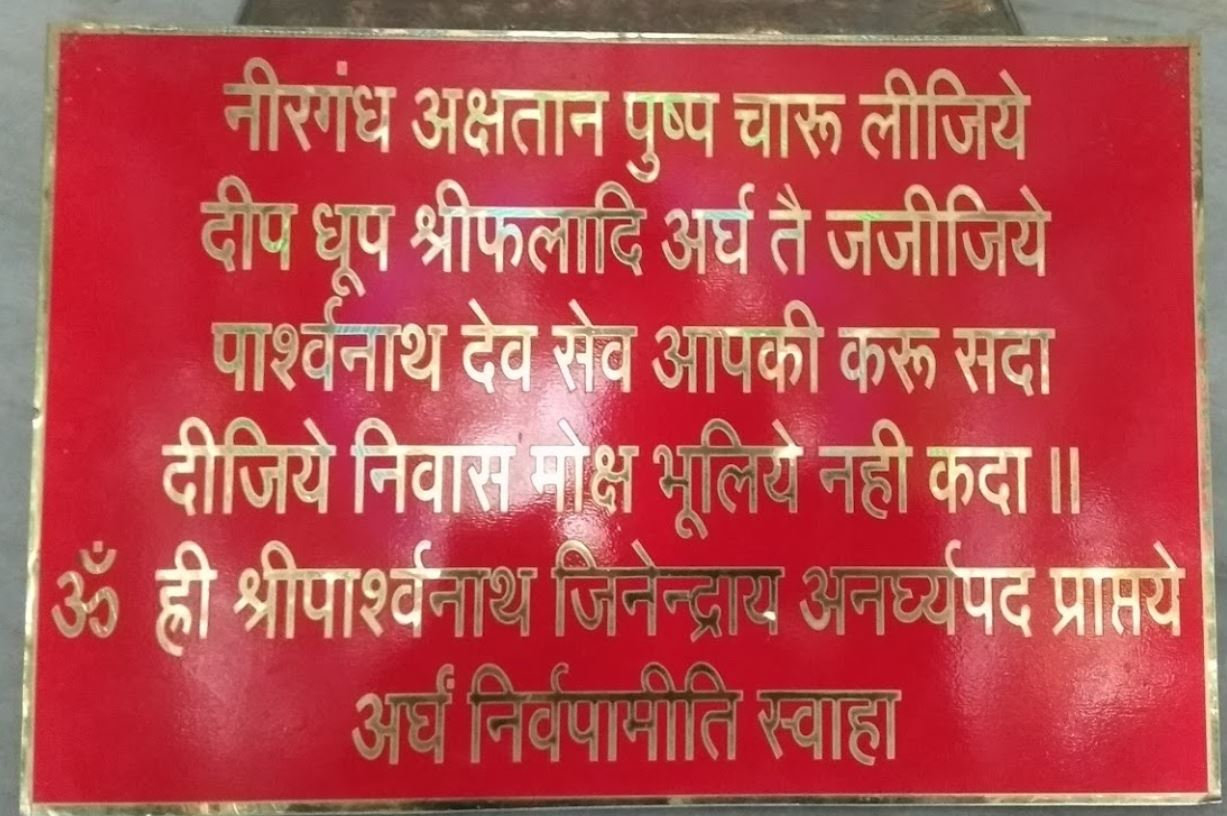 नीरगंध अक्षतान पुष्प चारू लीजिये
दीप धूप श्रीफलादि अर्घ तै जजीजिये
पार्श्वनाथ देव सेव आपकी करू सदा
दीजिये निवास मोक्ष भूलिये नही कदा ॥
ॐ ह्री श्रीपार्श्वनाथ जिनेन्द्राय अनर्घ्यपद प्राप्तये
अर्घं निर्वपामीति स्वाहा